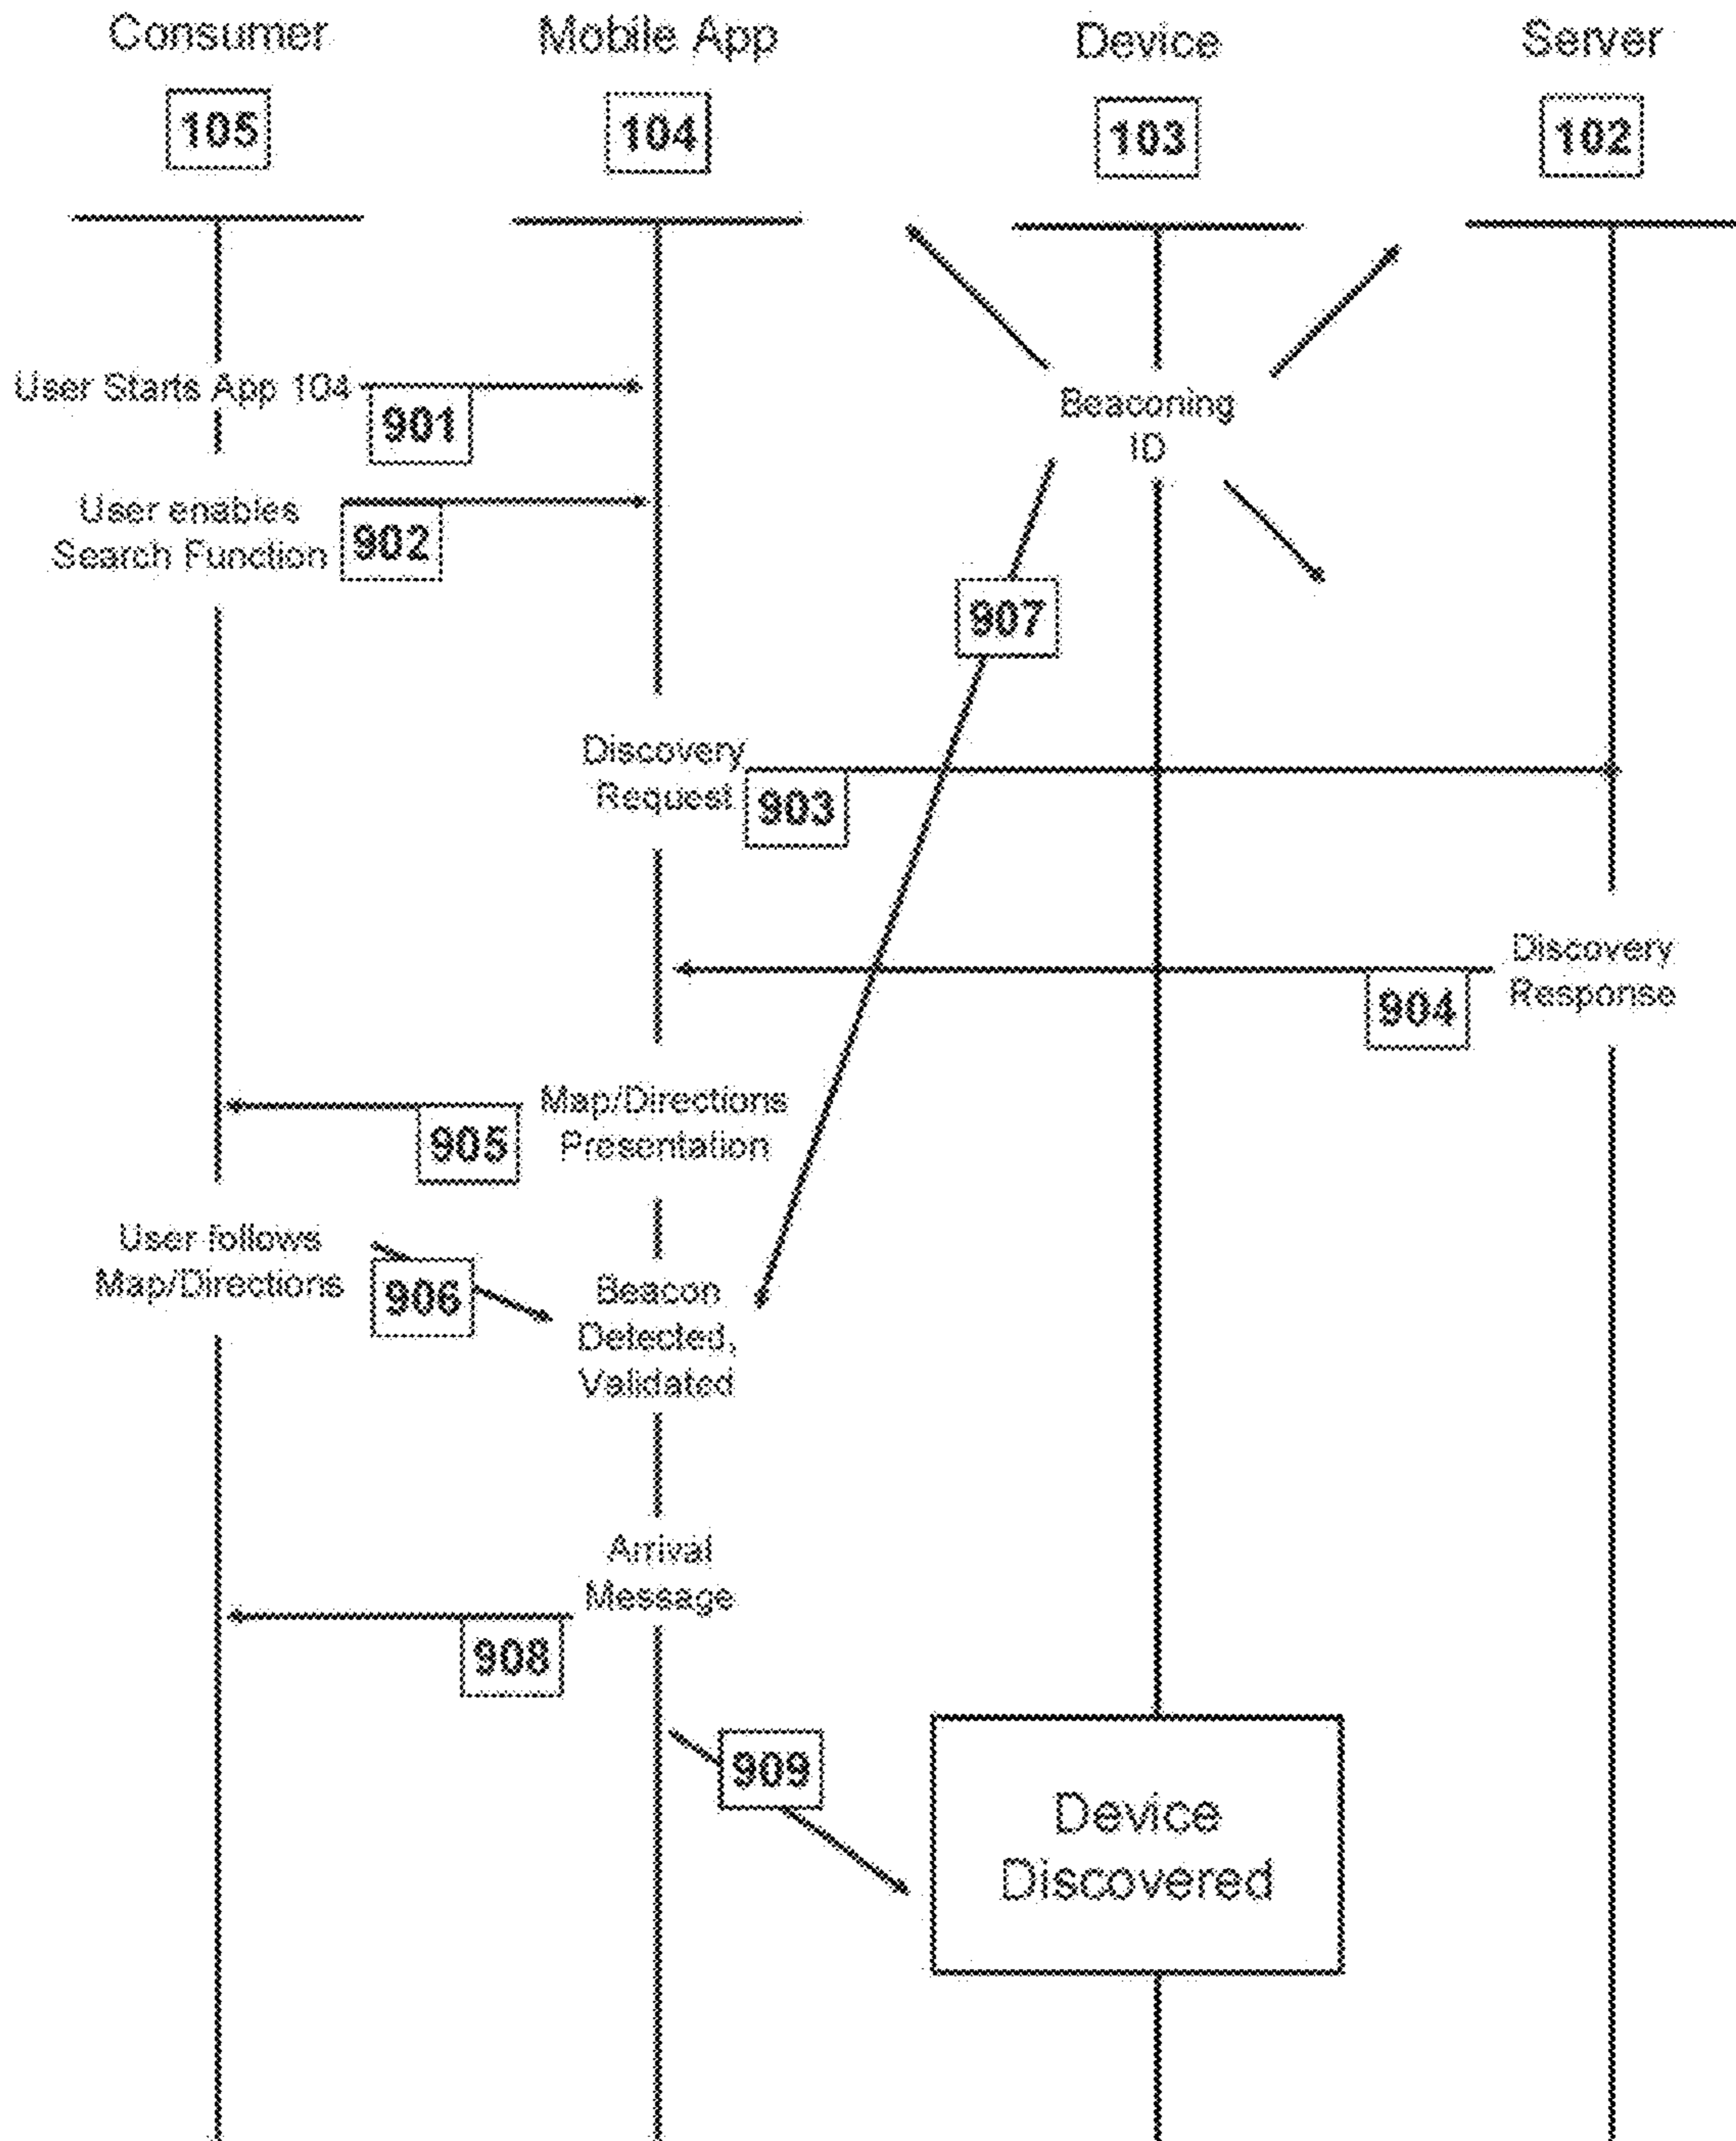 Consumer
Mobile App
Device
Server
105
104
103
102
User Starts App 104
901
Beaconing
ID
User enables
Search Function
902
907
Discovery
Request
903
Discovery
Response
904
Map/Directions
Presentation
905
User follows
Map/Directions
906
Beacon
Detected,
Validated
Arrival
Message
908
909
Device
Discovered